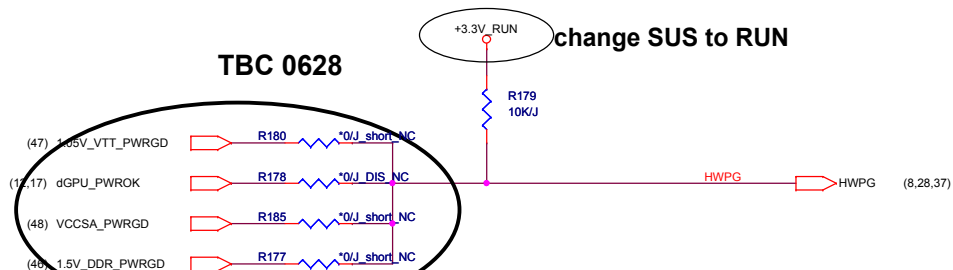 +3.3V_RUN
change SUS to RUN
TBC 0628
R179
10K/J
(47) 1.05V_VTT_PWRGD R180 *0/J_short_NC
(12,17) dGPU_PWROK R178 *0/J_DIS_NC
HWPG HWPG (8,28,37)
(48) VCCSA_PWRGD R185 *0/J_short_NC
(46) 1.5V_DDR_PWRGD R177 *0/J_short_NC